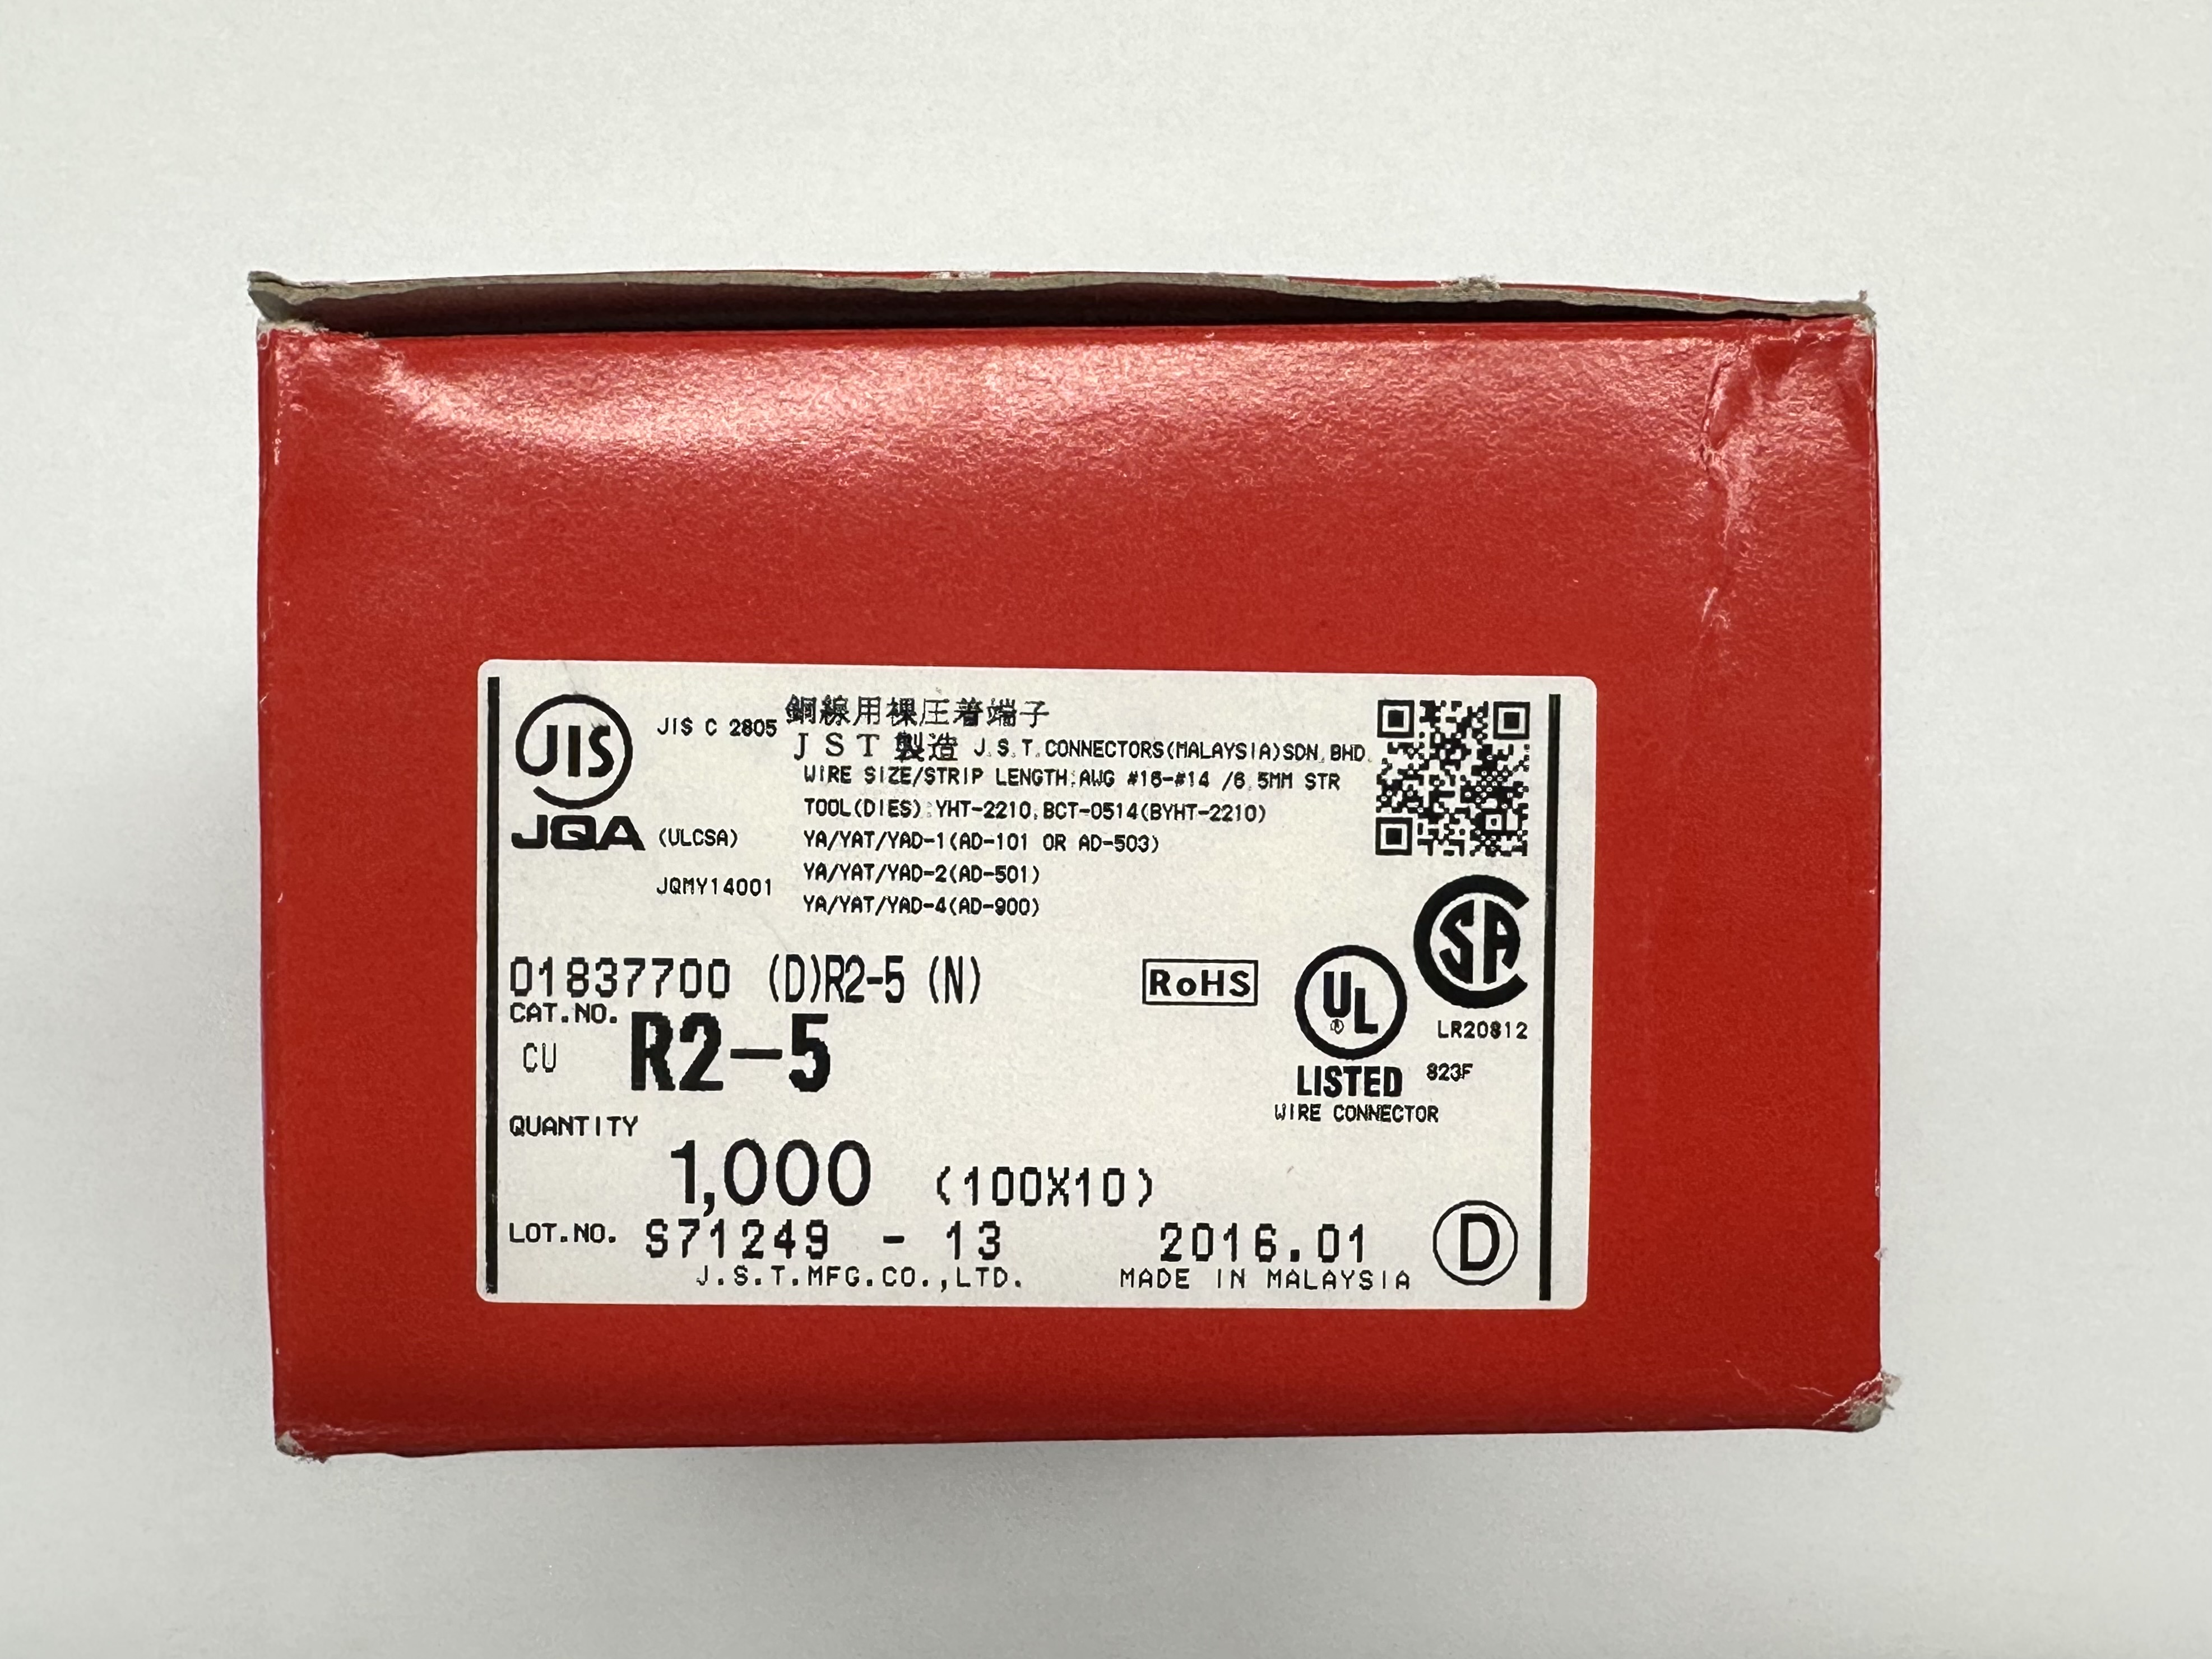 JIS
JQA
JIS C 2805 銅線用裸圧着端子
JST製造 J.S.T.CONNECTORS(MALAYSIA)SDN.BHD.
WIRE SIZE/STRIP LENGTH:AWG #16-#14 /6.5MM STR
TOOL(DIES):YHT-2210,BCT-0514(BYHT-2210)
(ULCSA) YA/YAT/YAD-1(AD-101 OR AD-503)
YA/YAT/YAD-2(AD-501)
JQMY14001
YA/YAT/YAD-4(AD-900)
01837700 (D)R2-5 (N)
RoHS
UL
SA
LR20812
CAT.NO.
CU R2-5
LISTED 823F
WIRE CONNECTOR
QUANTITY
1,000 (100X10)
LOT.NO. S71249 - 13 2016.01 D
J.S.T.MFG.CO.,LTD. MADE IN MALAYSIA